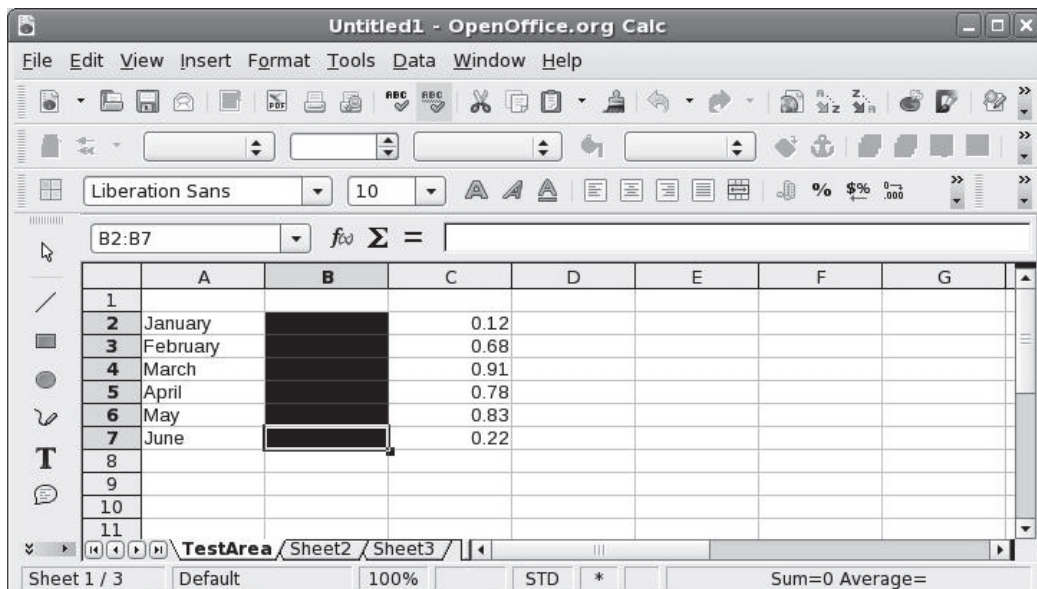 Untitled1 - OpenOffice.org Calc
File Edit View Insert Format Tools Data Window Help
PDF ABC ABC
Liberation Sans 10 % $%
B2:B7 f(x) Σ =
A B C D E F G
1
2 January 0.12
3 February 0.68
4 March 0.91
5 April 0.78
6 May 0.83
7 June 0.22
8
9
10
11
TestArea Sheet2 Sheet3
Sheet 1 / 3 Default 100% STD * Sum=0 Average=